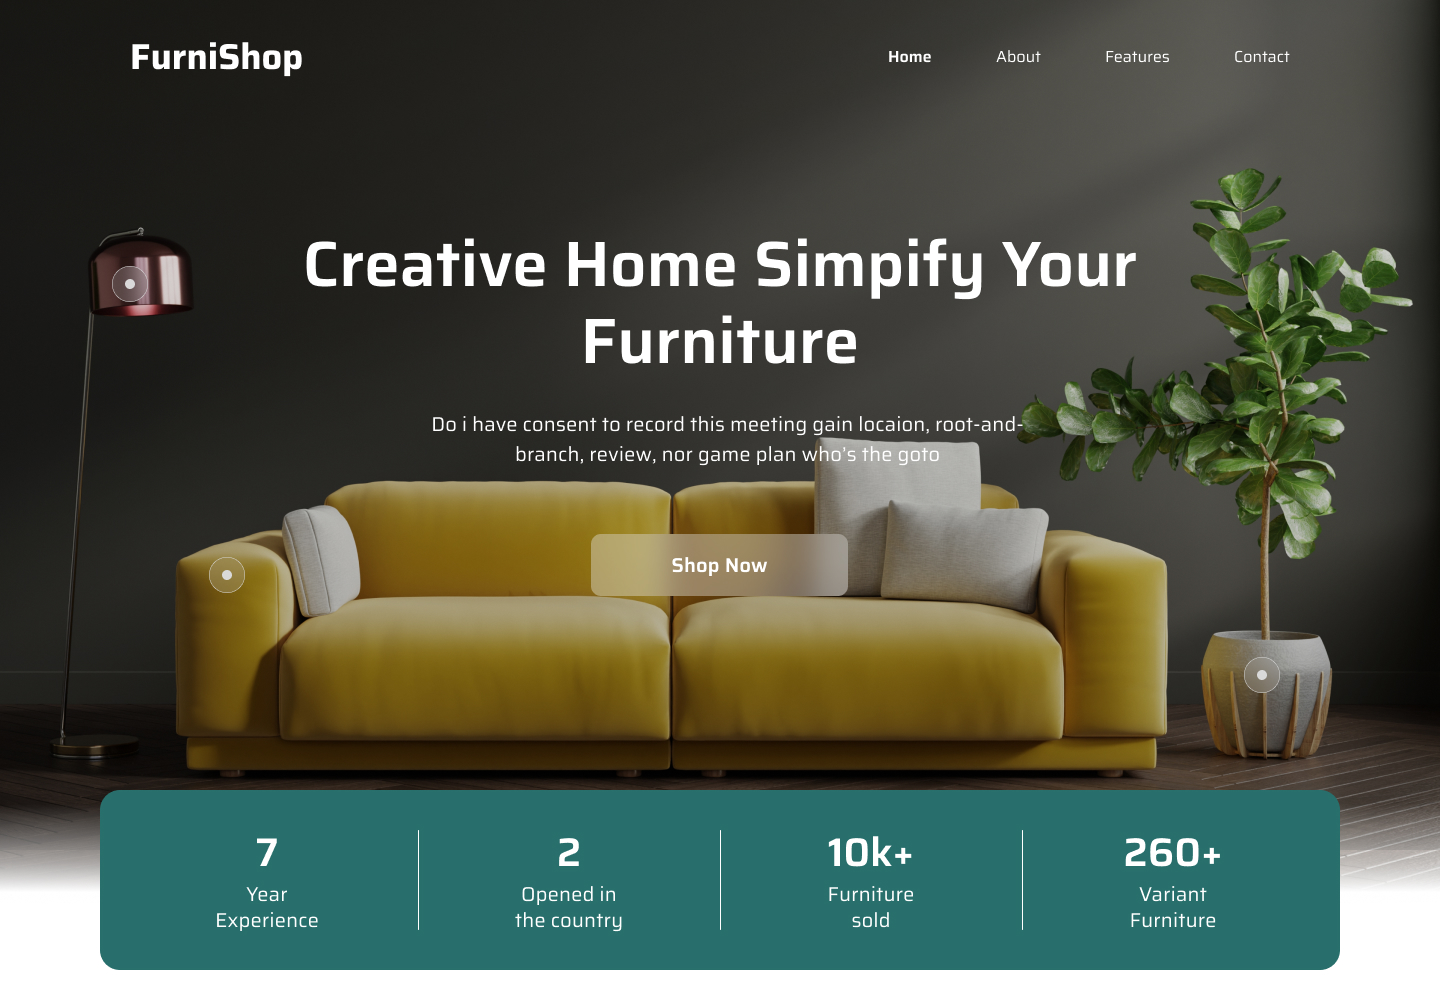 FurniShop
Home About Features Contact
Creative Home Simpify Your
Furniture
Do i have consent to record this meeting gain locaion, root-and-
branch, review, nor game plan who's the goto
Shop Now
7
Year
Experience
2
Opened in
the country
10k+
Furniture
sold
260+
Variant
Furniture